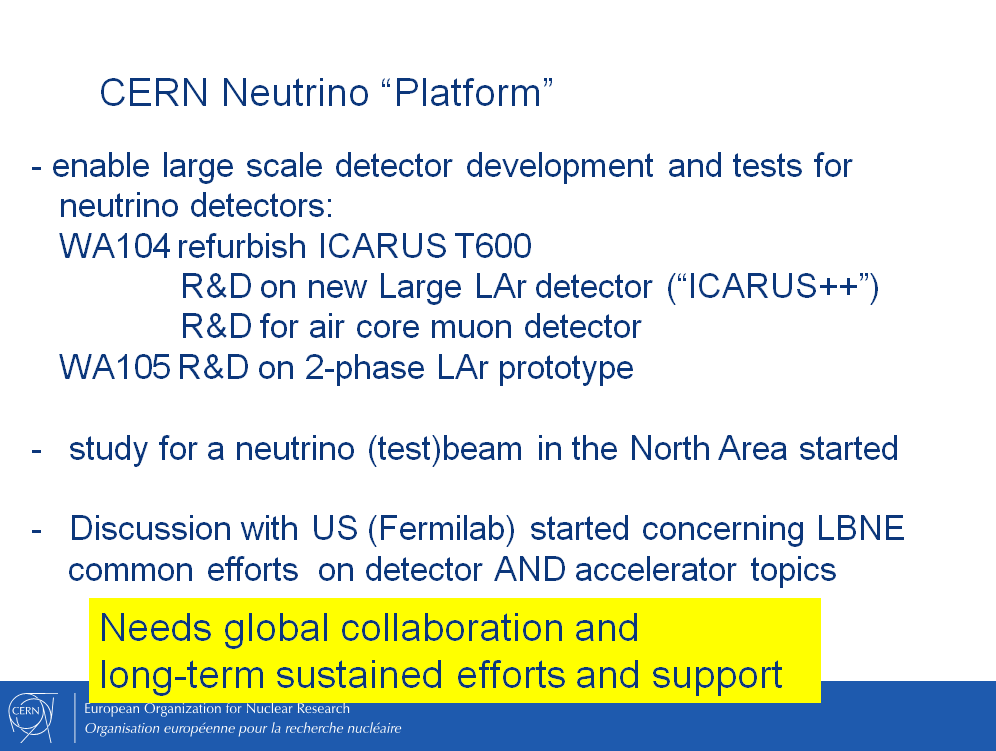 CERN Neutrino “Platform”
- enable large scale detector development and tests for
neutrino detectors:
WA104 refurbish ICARUS T600
R&D on new Large LAr detector (“ICARUS++”)
R&D for air core muon detector
WA105 R&D on 2-phase LAr prototype
- study for a neutrino (test)beam in the North Area started
- Discussion with US (Fermilab) started concerning LBNE
common efforts on detector AND accelerator topics
Needs global collaboration and
long-term sustained efforts and support
CERN
European Organization for Nuclear Research
Organisation européenne pour la recherche nucléaire